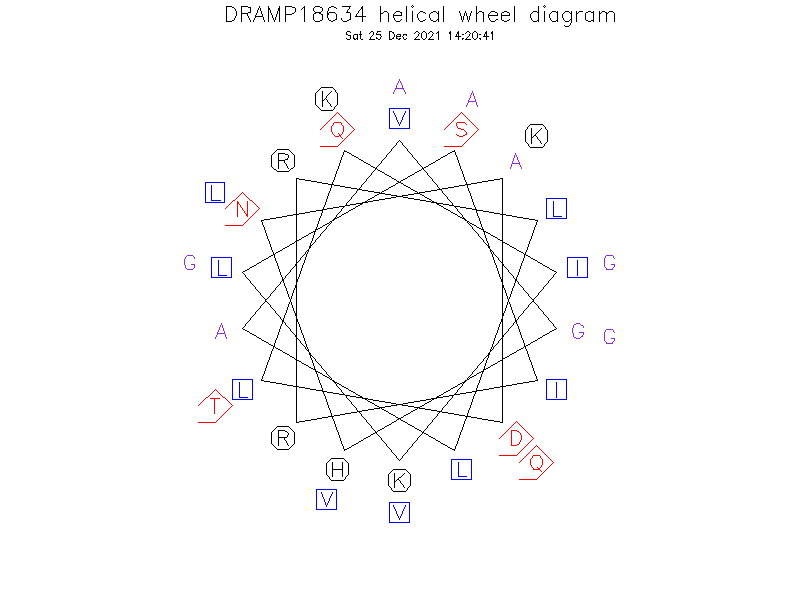 DRAMP18634 helical wheel diagram
Sat 25 Dec 2021 14:20:41
A
K A
V
Q S
K
R A
L
N L
G L I G
A G G
L I
T
R D
Q
H L
K
V
V